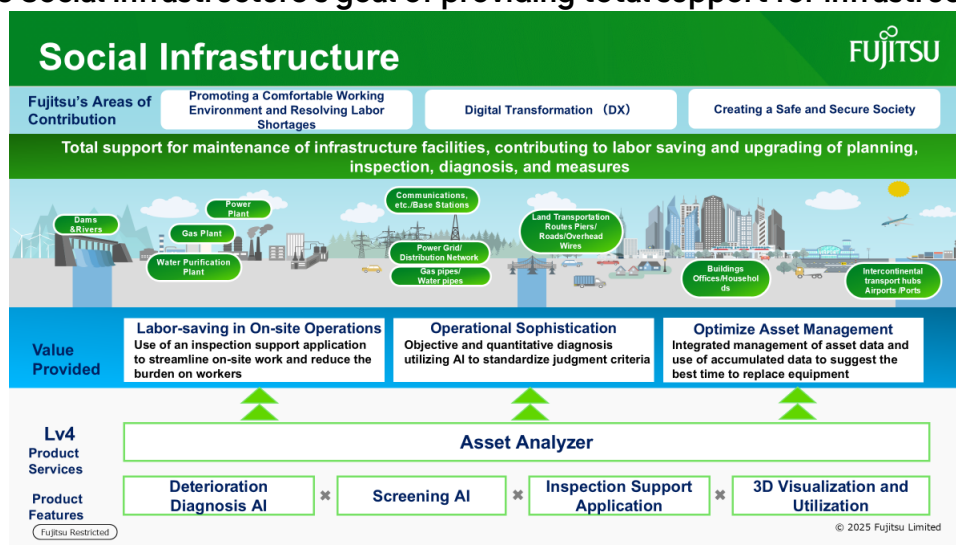 Social Infrastructure's goal of providing total support for
Social Infrastructure
FUJITSU
Fujitsu's Areas of
Contribution
Promoting a Comfortable Working
Environment and Resolving Labor
Shortages
Digital Transformation （DX）
Creating a Safe and Secure Society
Total support for maintenance of infrastructure facilities, contributing to labor saving and upgrading of planning,
inspection, diagnosis, and measures
Dams
&Rivers
Power
Plant
Gas Plant
Water Purification
Plant
Communications,
etc./Base Stations
Power Grid/
Distribution Network
Gas pipes/
Water pipes
Land Transportation
Routes Piers/
Roads/Overhead
Wires
Buildings
Offices/Househol
ds
Intercontinental
transport hubs
Airports /Ports
Value
Provided
Labor-saving in On-site Operations
Use of an inspection support application
to streamline on-site work and reduce the
burden on workers
Operational Sophistication
Objective and quantitative diagnosis
utilizing AI to standardize judgment criteria
Optimize Asset Management
Integrated management of asset data and
use of accumulated data to suggest the
best time to replace equipment
Lv4
Product
Services
Asset Analyzer
Product
Features
Deterioration
Diagnosis AI
Screening AI
Inspection Support
Application
3D Visualization and
Utilization
Fujitsu Restricted
© 2025 Fujitsu Limited